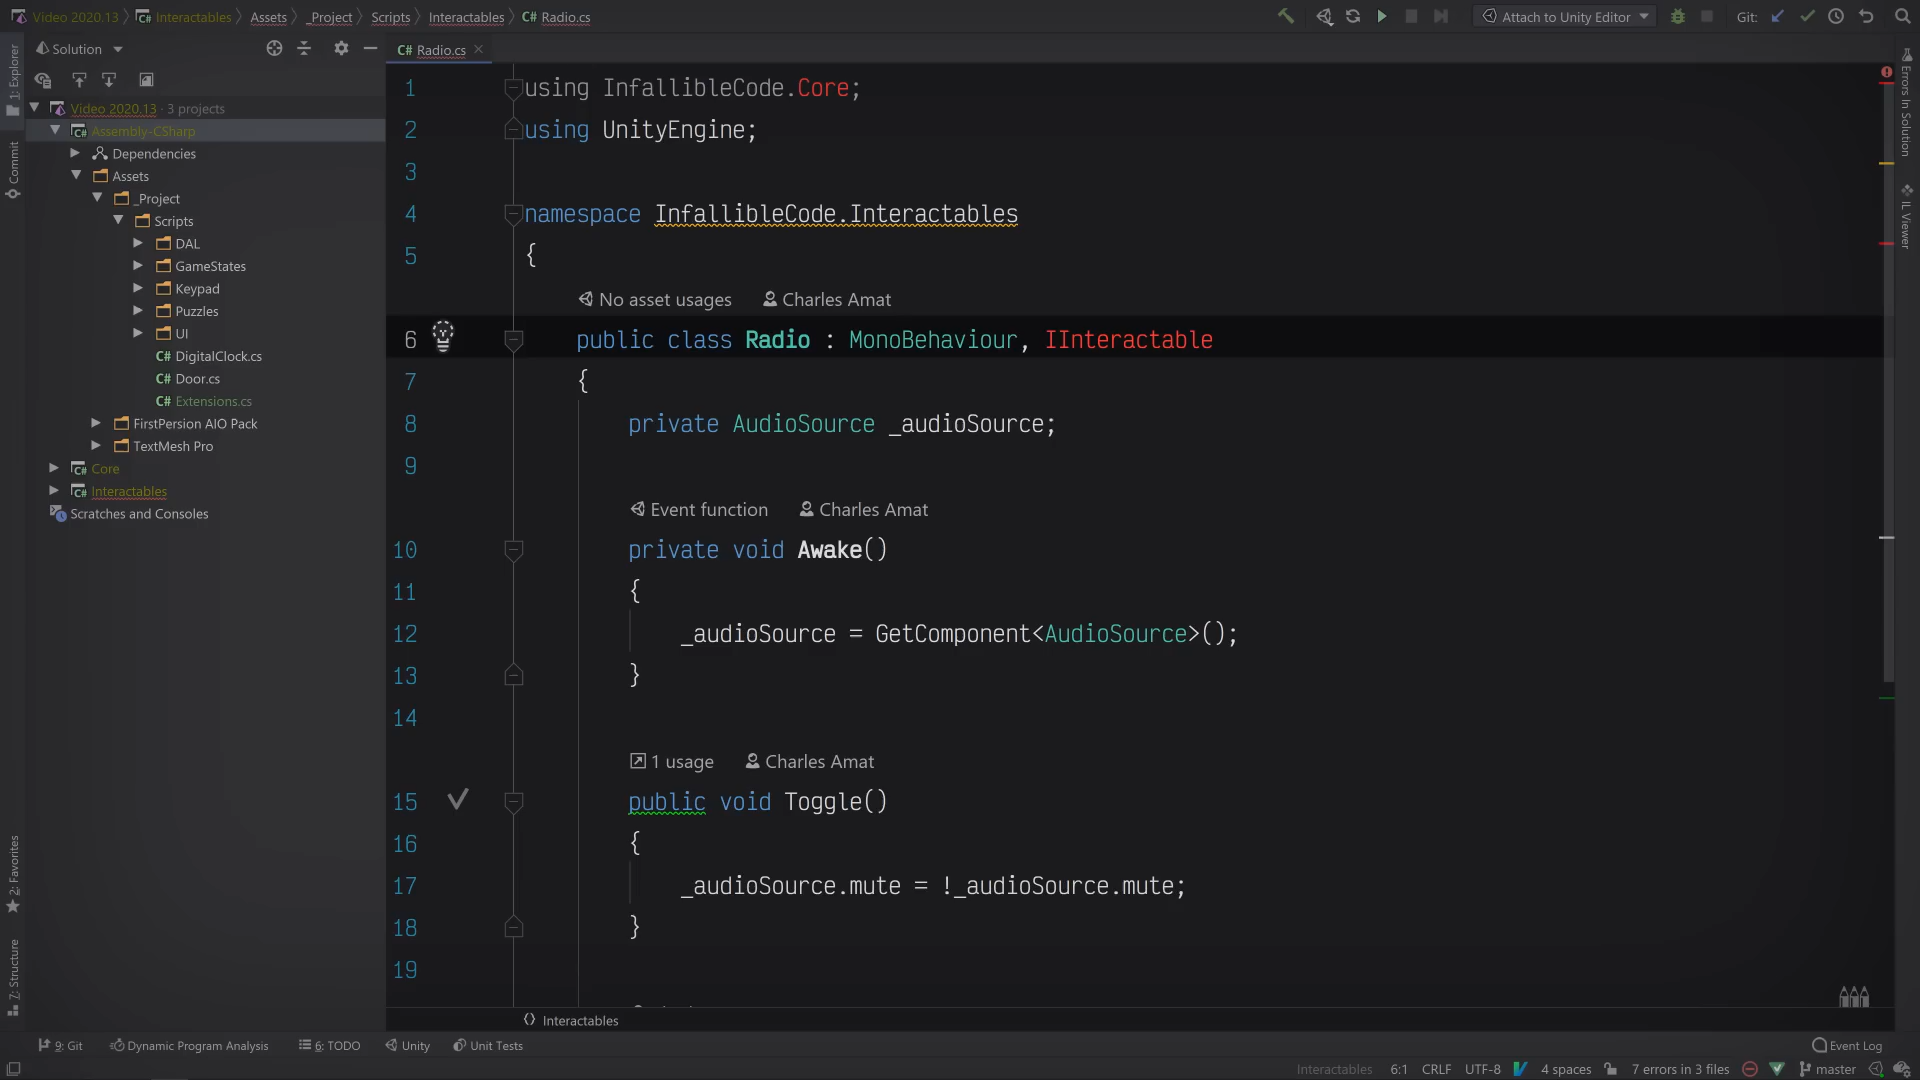 Video 2020.13 Interactables Assets _Project Scripts Interactables C# Radio.cs
Attach to Unity Editor Git:
Solution
C# Radio.cs
1: Explorer
Commit
2: Favorites
7: Structure
Video 2020.13 · 3 projects
C# Assembly-CSharp
Dependencies
Assets
_Project
Scripts
DAL
GameStates
Keypad
Puzzles
UI
C# DigitalClock.cs
C# Door.cs
C# Extensions.cs
FirstPersion AIO Pack
TextMesh Pro
C# Core
C# Interactables
Scratches and Consoles
1 using InfallibleCode.Core;
2 using UnityEngine;
3
4 namespace InfallibleCode.Interactables
5 {
No asset usages Charles Amat
6 public class Radio : MonoBehaviour, IInteractable
7 {
8 private AudioSource _audioSource;
9
Event function Charles Amat
10 private void Awake()
11 {
12 _audioSource = GetComponent<AudioSource>();
13 }
14
1 usage Charles Amat
15 public void Toggle()
16 {
17 _audioSource.mute = !_audioSource.mute;
18 }
19
Interactables
Errors In Solution
IL Viewer
9: Git Dynamic Program Analysis 6: TODO Unity Unit Tests Event Log
Interactables 6:1 CRLF UTF-8 4 spaces 7 errors in 3 files master